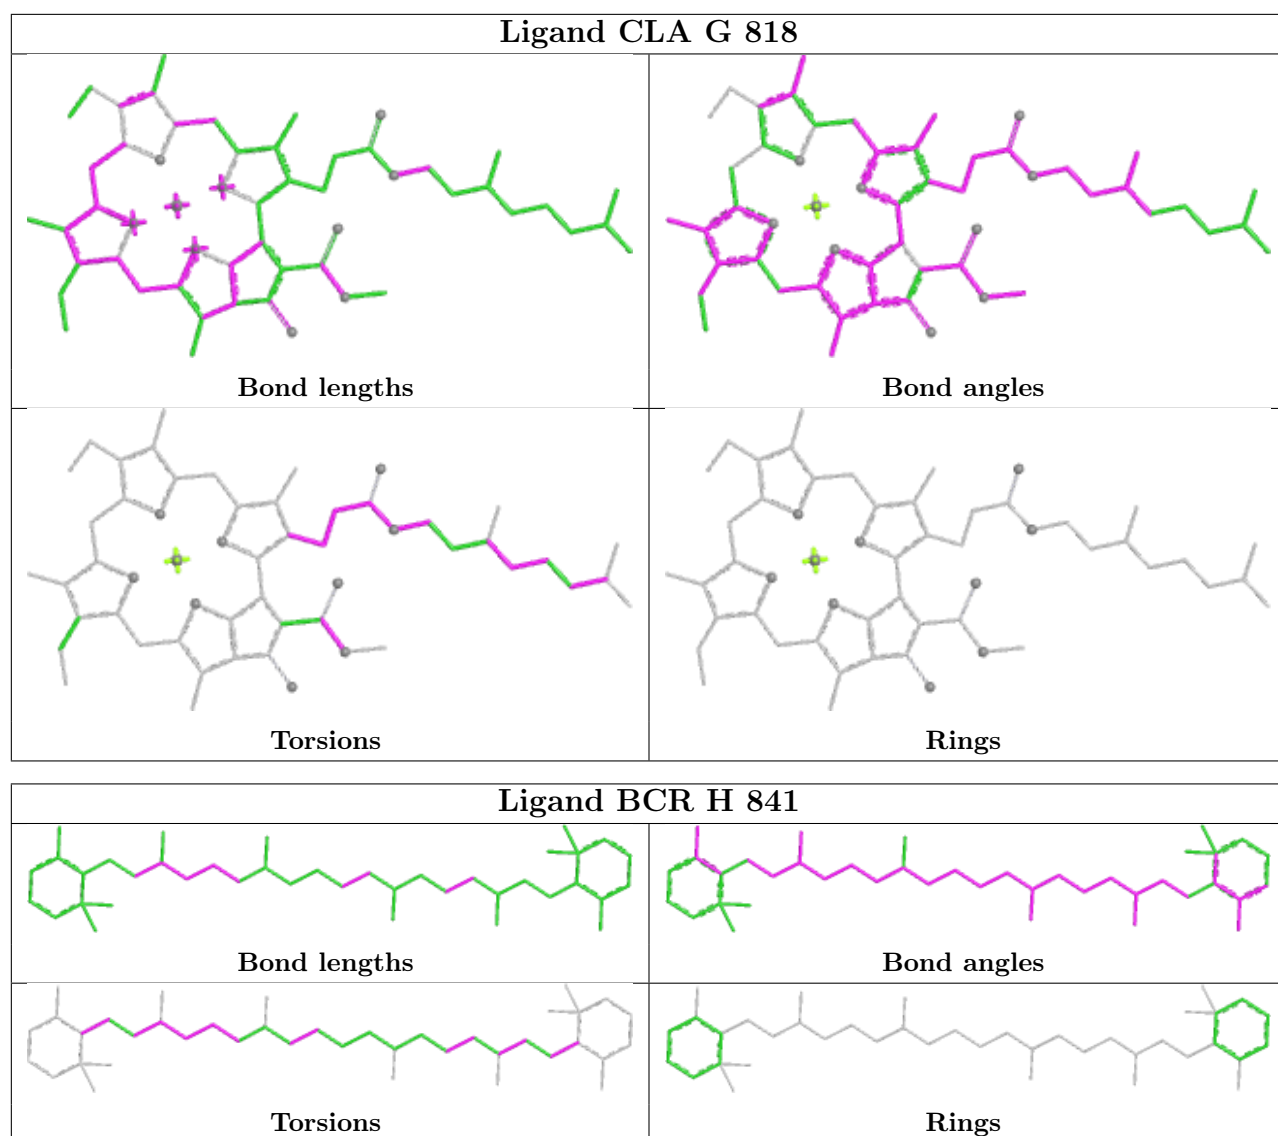 Ligand CLA G 818
Bond lengths
Bond angles
Torsions
Rings
Ligand BCR H 841
Bond lengths
Bond angles
Torsions
Rings